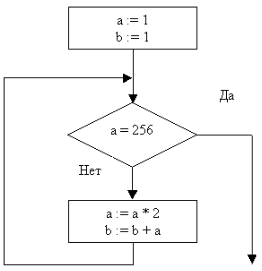 a := 1
b := 1
Да
a = 256
Нет
a := a * 2
b := b + a